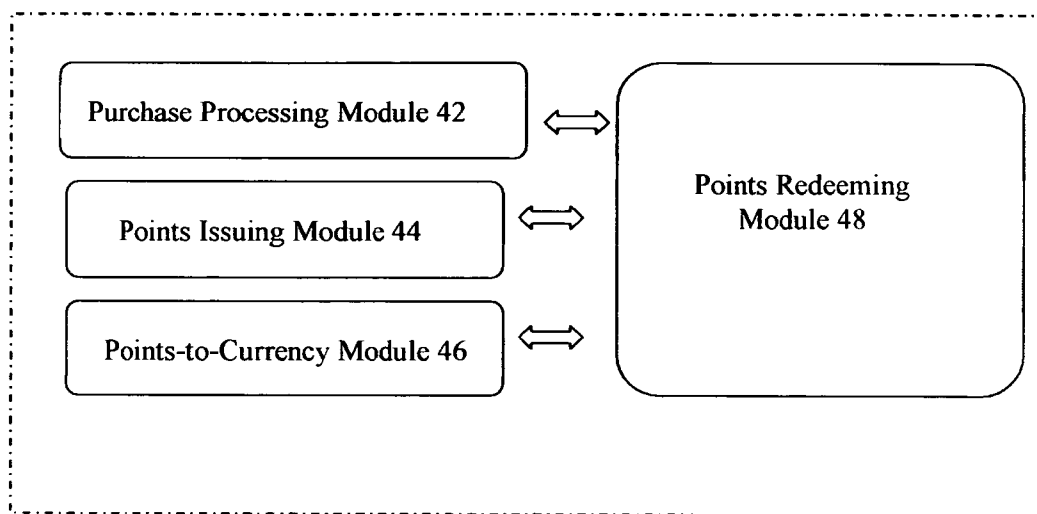 Purchase Processing Module 42
Points Issuing Module 44
Points-to-Currency Module 46
Points Redeeming
Module 48